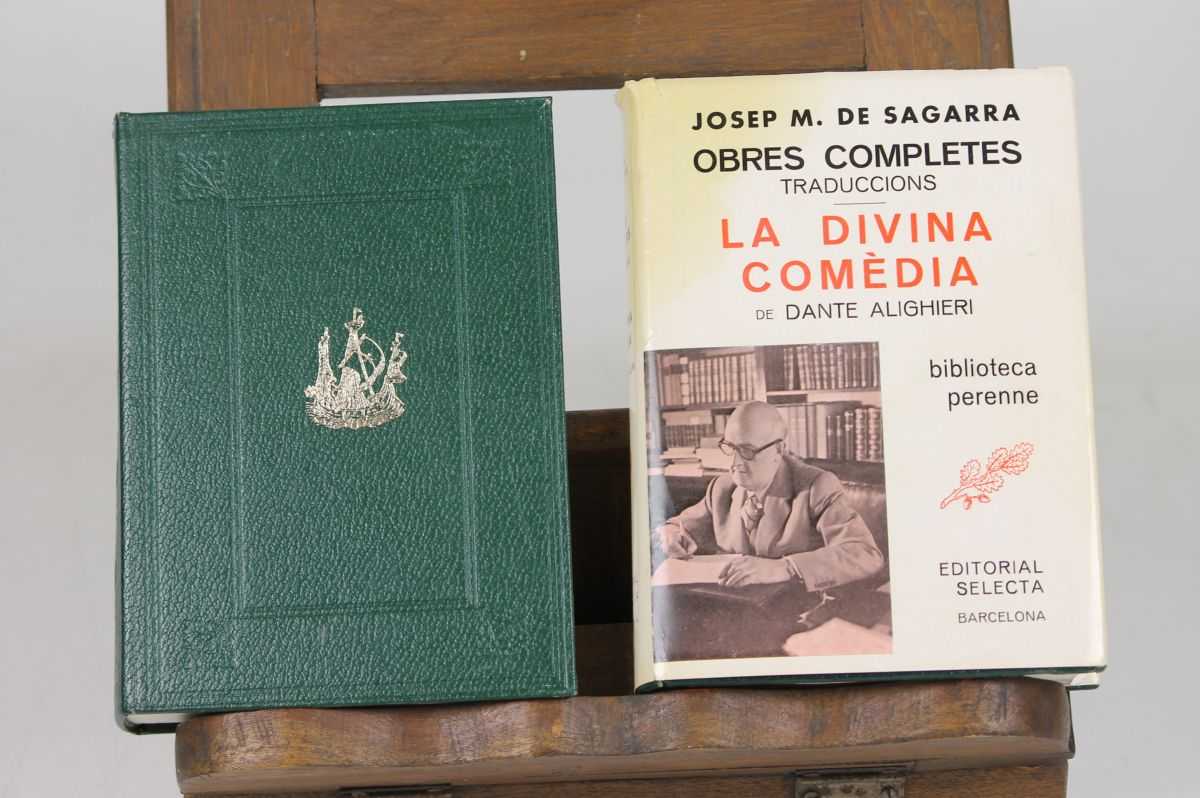 JOSEP M. DE SAGARRA
OBRES COMPLETES
TRADUCCIONS
LA DIVINA
COMÈDIA
DE DANTE ALIGHIERI
biblioteca
perenne
EDITORIAL
SELECTA
BARCELONA